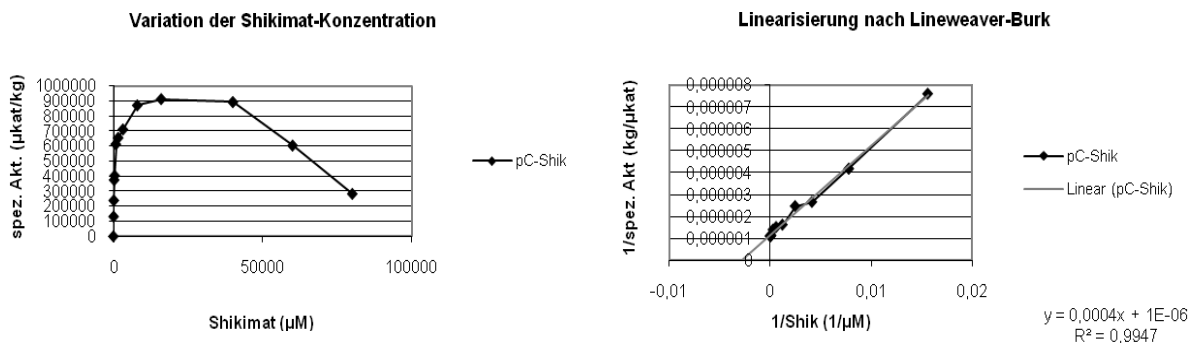 Variation der Shikimat-Konzentration
spez. Akt. (µkat/kg)
1000000
900000
800000
700000
600000
500000
400000
300000
200000
100000
0
0
50000
100000
Shikimat (µM)
pC-Shik
Linearisierung nach Lineweaver-Burk
1/spez. Akt (kg/µkat)
0,000008
0,000007
0,000006
0,000005
0,000004
0,000003
0,000002
0,000001
0
-0,01
0
0,01
0,02
1/Shik (1/µM)
pC-Shik
Linear (pC-Shik)
y = 0,0004x + 1E-06
R² = 0,9947